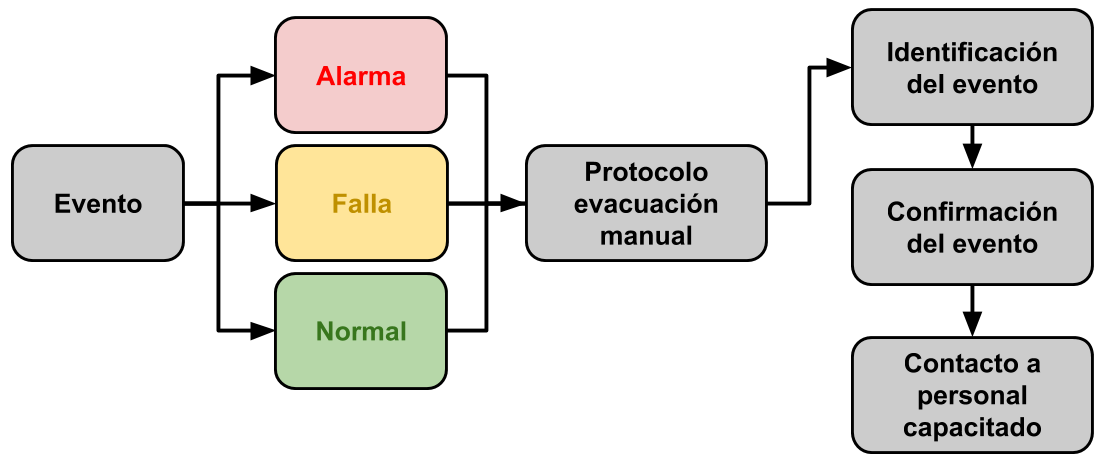 Evento
Alarma
Falla
Normal
Protocolo
evacuación
manual
Identificación
del evento
Confirmación
del evento
Contacto a
personal
capacitado